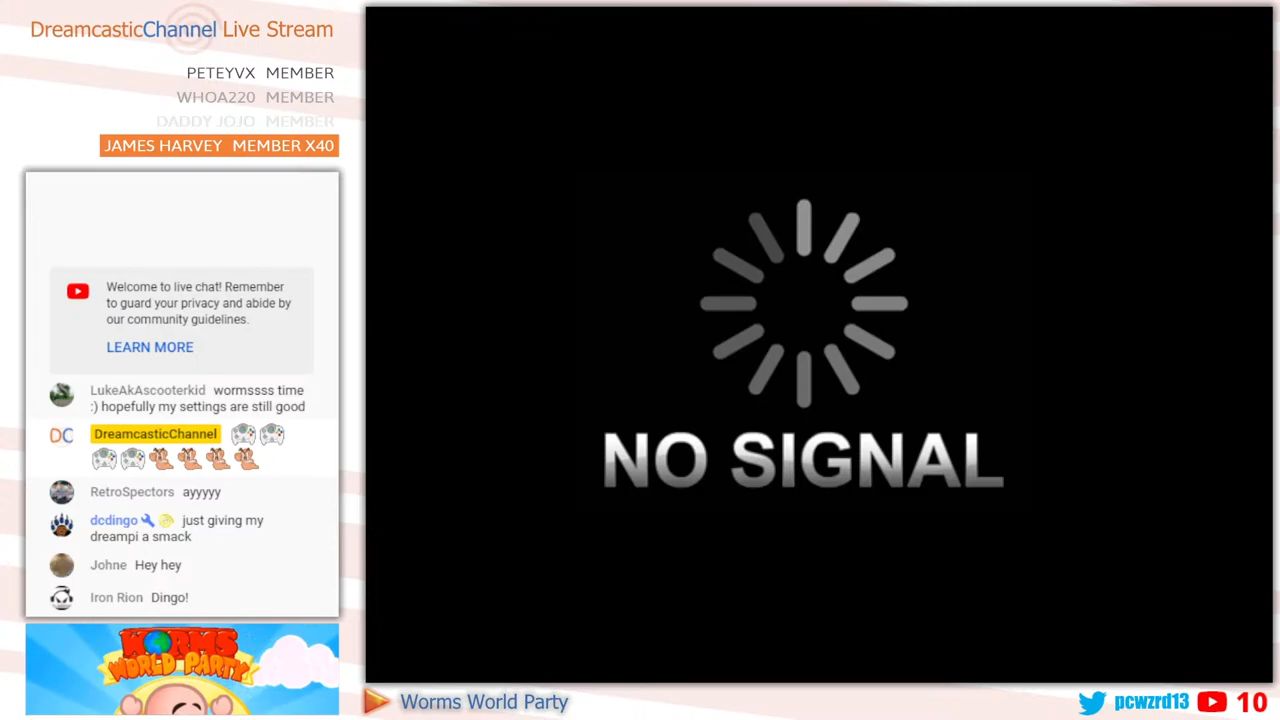 DreamcasticChannel Live Stream
PETEYVX MEMBER
WHOA220 MEMBER
DADDY JOJO MEMBER
JAMES HARVEY MEMBER X40
Welcome to live chat! Remember
to guard your privacy and abide by
our community guidelines.
LEARN MORE
LukeAkAscooterkid wormssss time
:) hopefully my settings are still good
DC DreamcasticChannel
RetroSpectors ayyyyy
dcdingo just giving my
dreampi a smack
Johne Hey hey
Iron Rion Dingo!
WORMS
WORLD PARTY
NO SIGNAL
Worms World Party
pcwzrd13 10